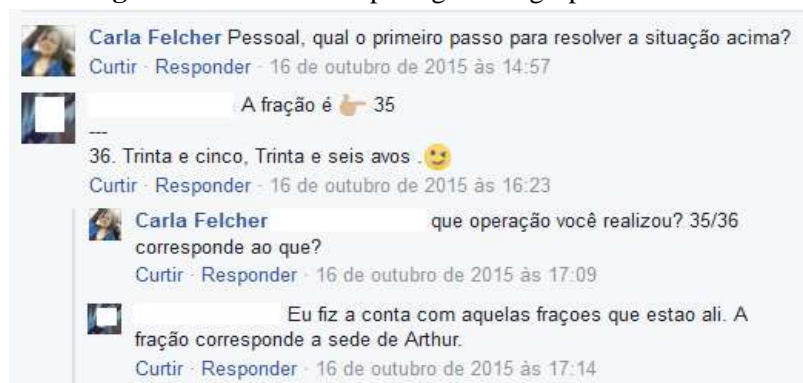 Carla Felcher Pessoal, qual o primeiro passo para resolver a situação acima?
Curtir · Responder · 16 de outubro de 2015 às 14:57
A fração é 👉🏼 35
---
36. Trinta e cinco, Trinta e seis avos . 😉
Curtir · Responder · 16 de outubro de 2015 às 16:23
Carla Felcher que operação você realizou? 35/36
corresponde ao que?
Curtir · Responder · 16 de outubro de 2015 às 17:09
Eu fiz a conta com aquelas fraçoes que estao ali. A
fração corresponde a sede de Arthur.
Curtir · Responder · 16 de outubro de 2015 às 17:14